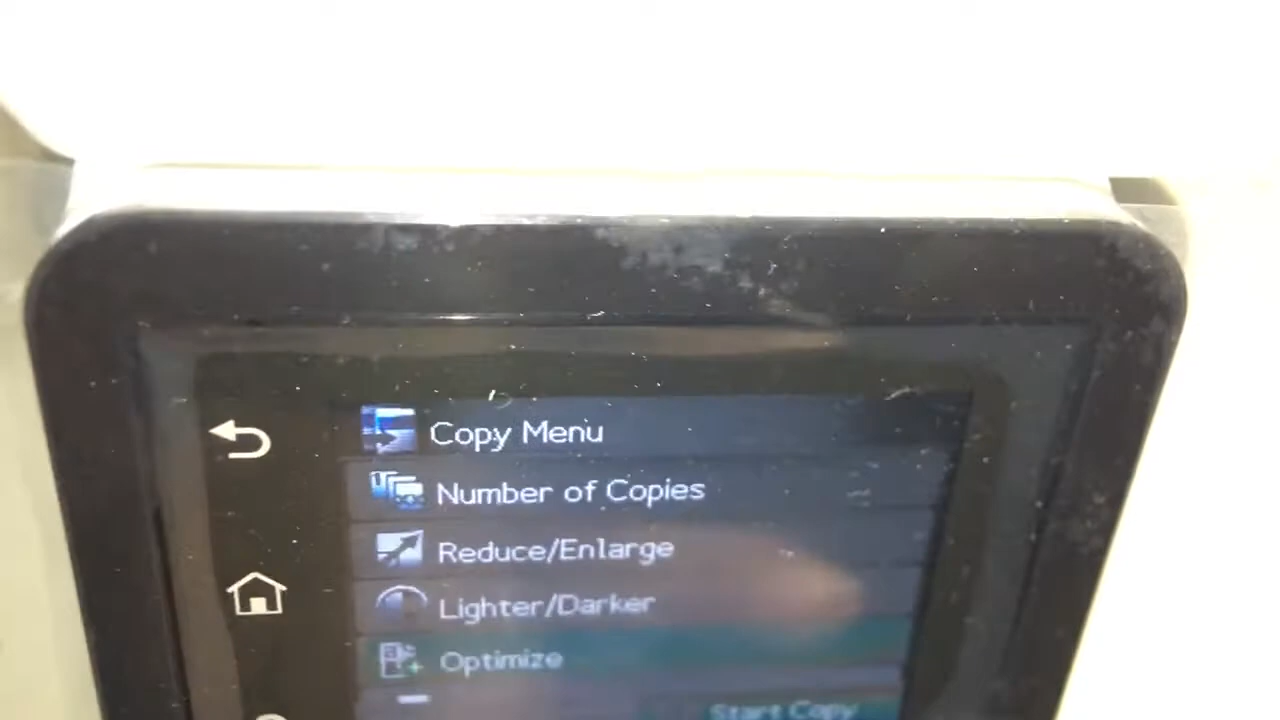 Copy Menu
Number of Copies
Reduce/Enlarge
Lighter/Darker
Optimize
Start Copy